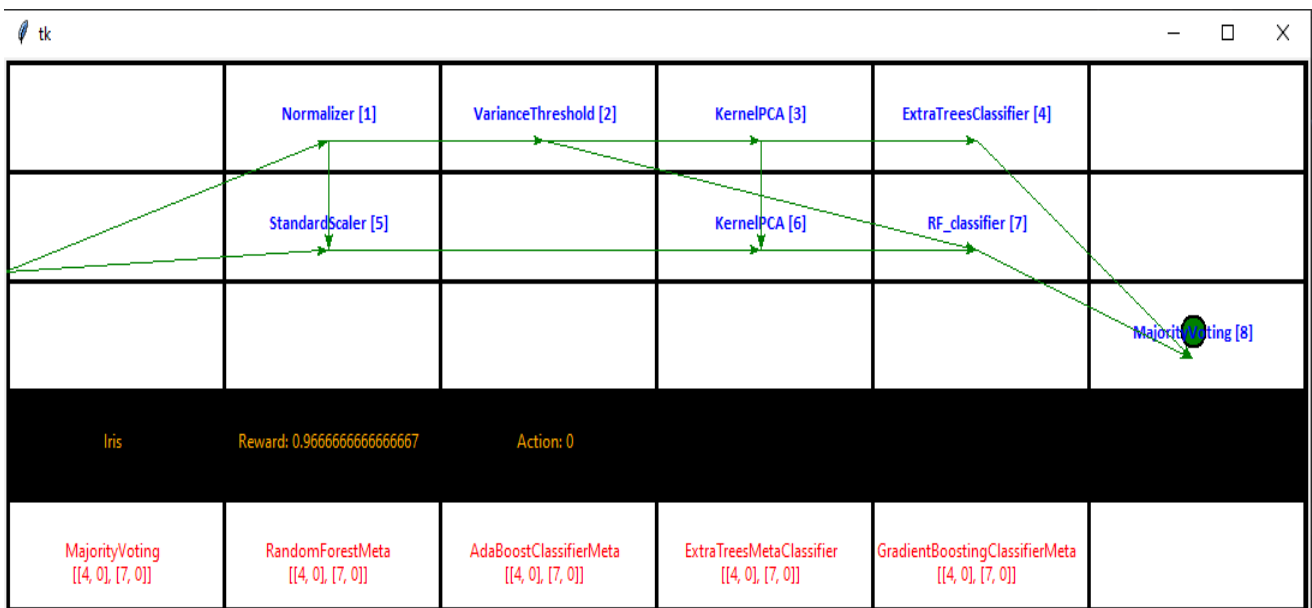 tk
Normalizer [1]
VarianceThreshold [2]
KernelPCA [3]
ExtraTreesClassifier [4]
StandardScaler [5]
KernelPCA [6]
RF_classifier [7]
MajorityVoting [8]
Iris
Reward: 0.9666666666666667
Action: 0
MajorityVoting
[[4, 0], [7, 0]]
RandomForestMeta
[[4, 0], [7, 0]]
AdaBoostClassifierMeta
[[4, 0], [7, 0]]
ExtraTreesMetaClassifier
[[4, 0], [7, 0]]
GradientBoostingClassifierMeta
[[4, 0], [7, 0]]